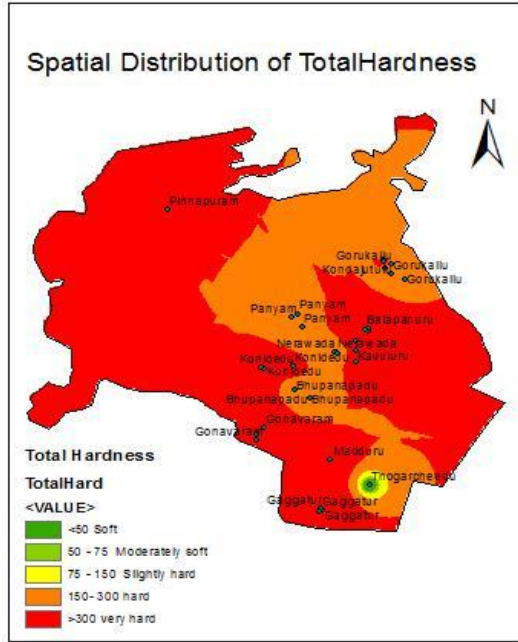 Spatial Distribution of TotalHardness
N
Pinnapuram
Gorukallu
Gorukallu
Kondajutur
Gorukallu
Panyam
Panyam
Panyam
Balapanuru
Nerawada
Nerawada
Konidedu
Konidedu
Kavuluru
Konidedu
Bhupanapadu
Bhupanapadu
Bhupanapadu
Gonavaram
Gonavaram
Madduru
Gaggatur
Gaggatur
Gaggatur
Total Hardness
TotalHard
<VALUE>
<50 Soft
50 - 75 Moderately soft
75 - 150 Slightly hard
150- 300 hard
>300 very hard